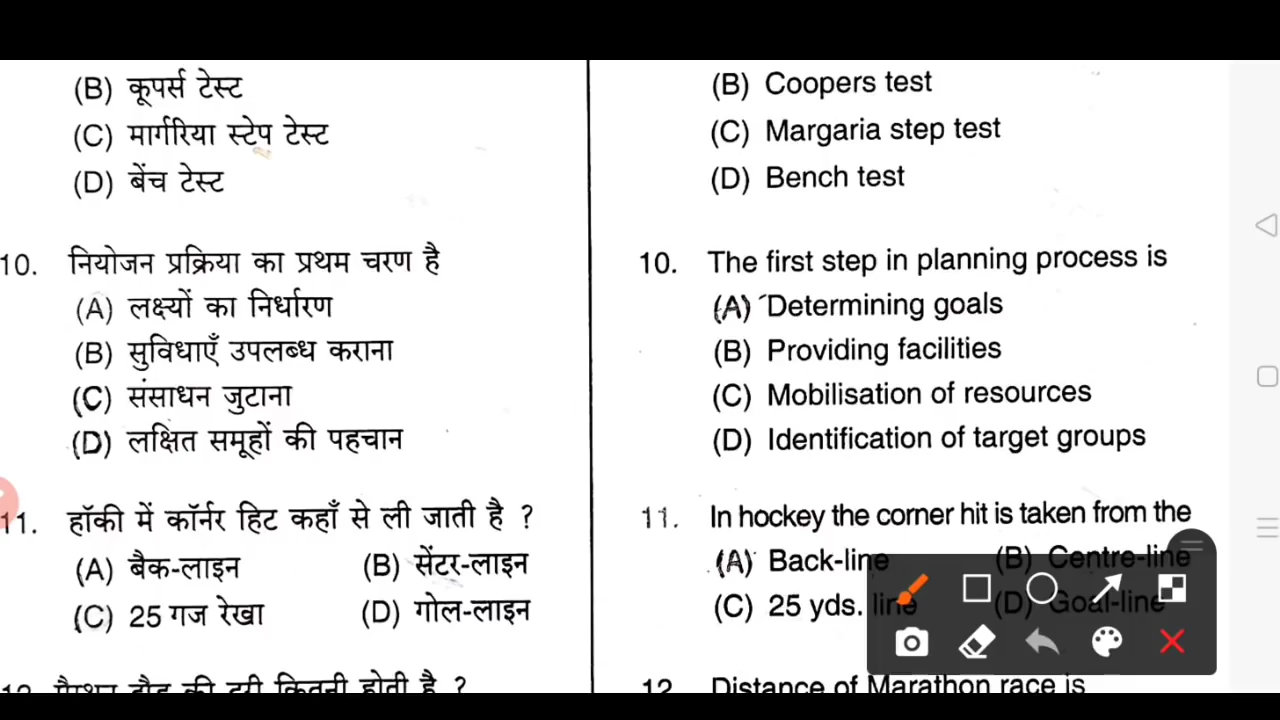 (B) कूपर्स टेस्ट
(C) मार्गरिया स्टेप टेस्ट
(D) बेंच टेस्ट
10. नियोजन प्रक्रिया का प्रथम चरण है
(A) लक्ष्यों का निर्धारण
(B) सुविधाएँ उपलब्ध कराना
(C) संसाधन जुटाना
(D) लक्षित समूहों की पहचान
11. हॉकी में कॉर्नर हिट कहाँ से ली जाती है ?
(A) बैक-लाइन (B) सेंटर-लाइन
(C) 25 गज रेखा (D) गोल-लाइन
12. मैराथन दौड़ की दूरी कितनी होती है ?
(B) Coopers test
(C) Margaria step test
(D) Bench test
10. The first step in planning process is
(A) Determining goals
(B) Providing facilities
(C) Mobilisation of resources
(D) Identification of target groups
11. In hockey the corner hit is taken from the
(A) Back-line (B) Centre-line
(C) 25 yds. line (D) Goal-line
12. Distance of Marathon race is